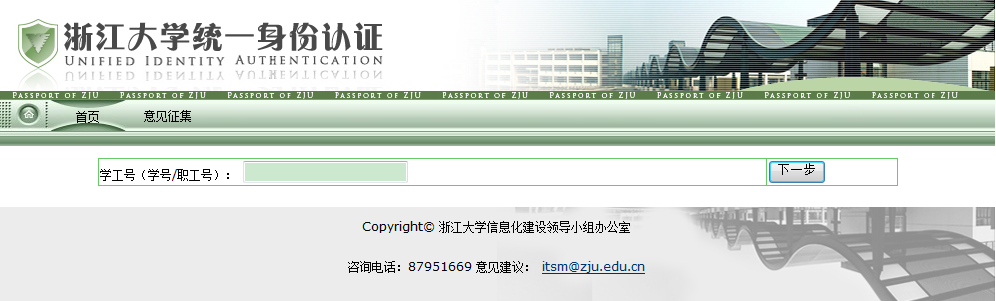 浙江大学统一身份认证
UNIFIED IDENTITY AUTHENTICATION
PASSPORT OF ZJU PASSPORT OF ZJU PASSPORT OF ZJU PASSPORT OF ZJU PASSPORT OF ZJU PASSPORT OF ZJU PASSPORT OF ZJU PASSPORT OF ZJU PASSPORT OF ZJU
首页 意见征集
学工号（学号/职工号）： 下一步
Copyright© 浙江大学信息化建设领导小组办公室
咨询电话：87951669 意见建议： itsm@zju.edu.cn